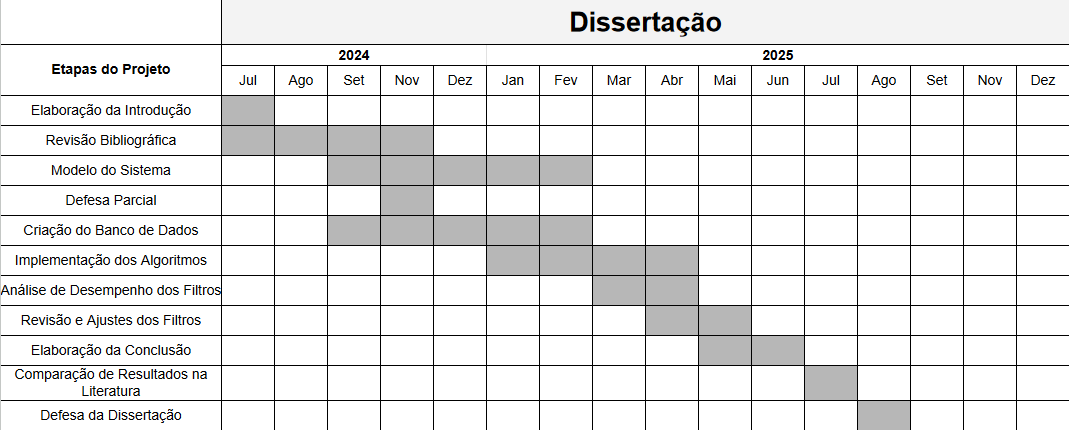 Dissertação
Etapas do Projeto
2024 2025
Jul Ago Set Nov Dez Jan Fev Mar Abr Mai Jun Jul Ago Set Nov Dez
Elaboração da Introdução
Revisão Bibliográfica
Modelo do Sistema
Defesa Parcial
Criação do Banco de Dados
Implementação dos Algoritmos
Análise de Desempenho dos Filtros
Revisão e Ajustes dos Filtros
Elaboração da Conclusão
Comparação de Resultados na
Literatura
Defesa da Dissertação